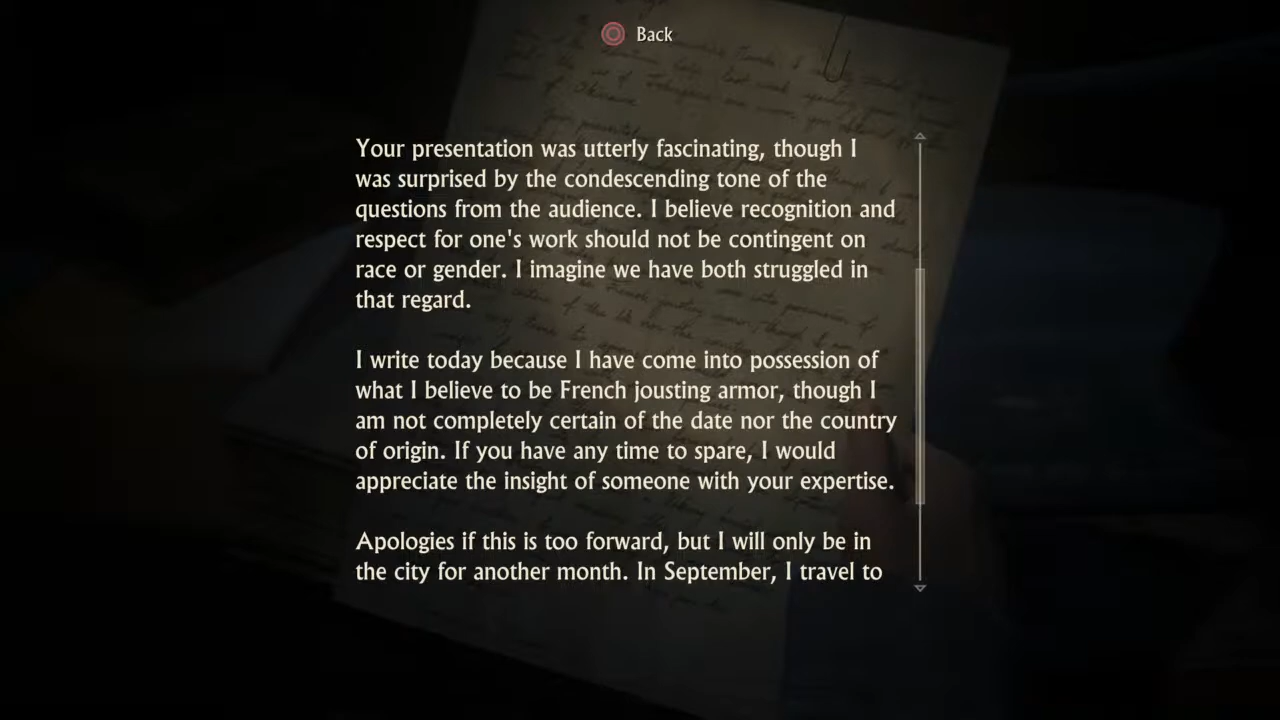 Back
Your presentation was utterly fascinating, though I
was surprised by the condescending tone of the
questions from the audience. I believe recognition and
respect for one's work should not be contingent on
race or gender. I imagine we have both struggled in
that regard.
I write today because I have come into possession of
what I believe to be French jousting armor, though I
am not completely certain of the date nor the country
of origin. If you have any time to spare, I would
appreciate the insight of someone with your expertise.
Apologies if this is too forward, but I will only be in
the city for another month. In September, I travel to